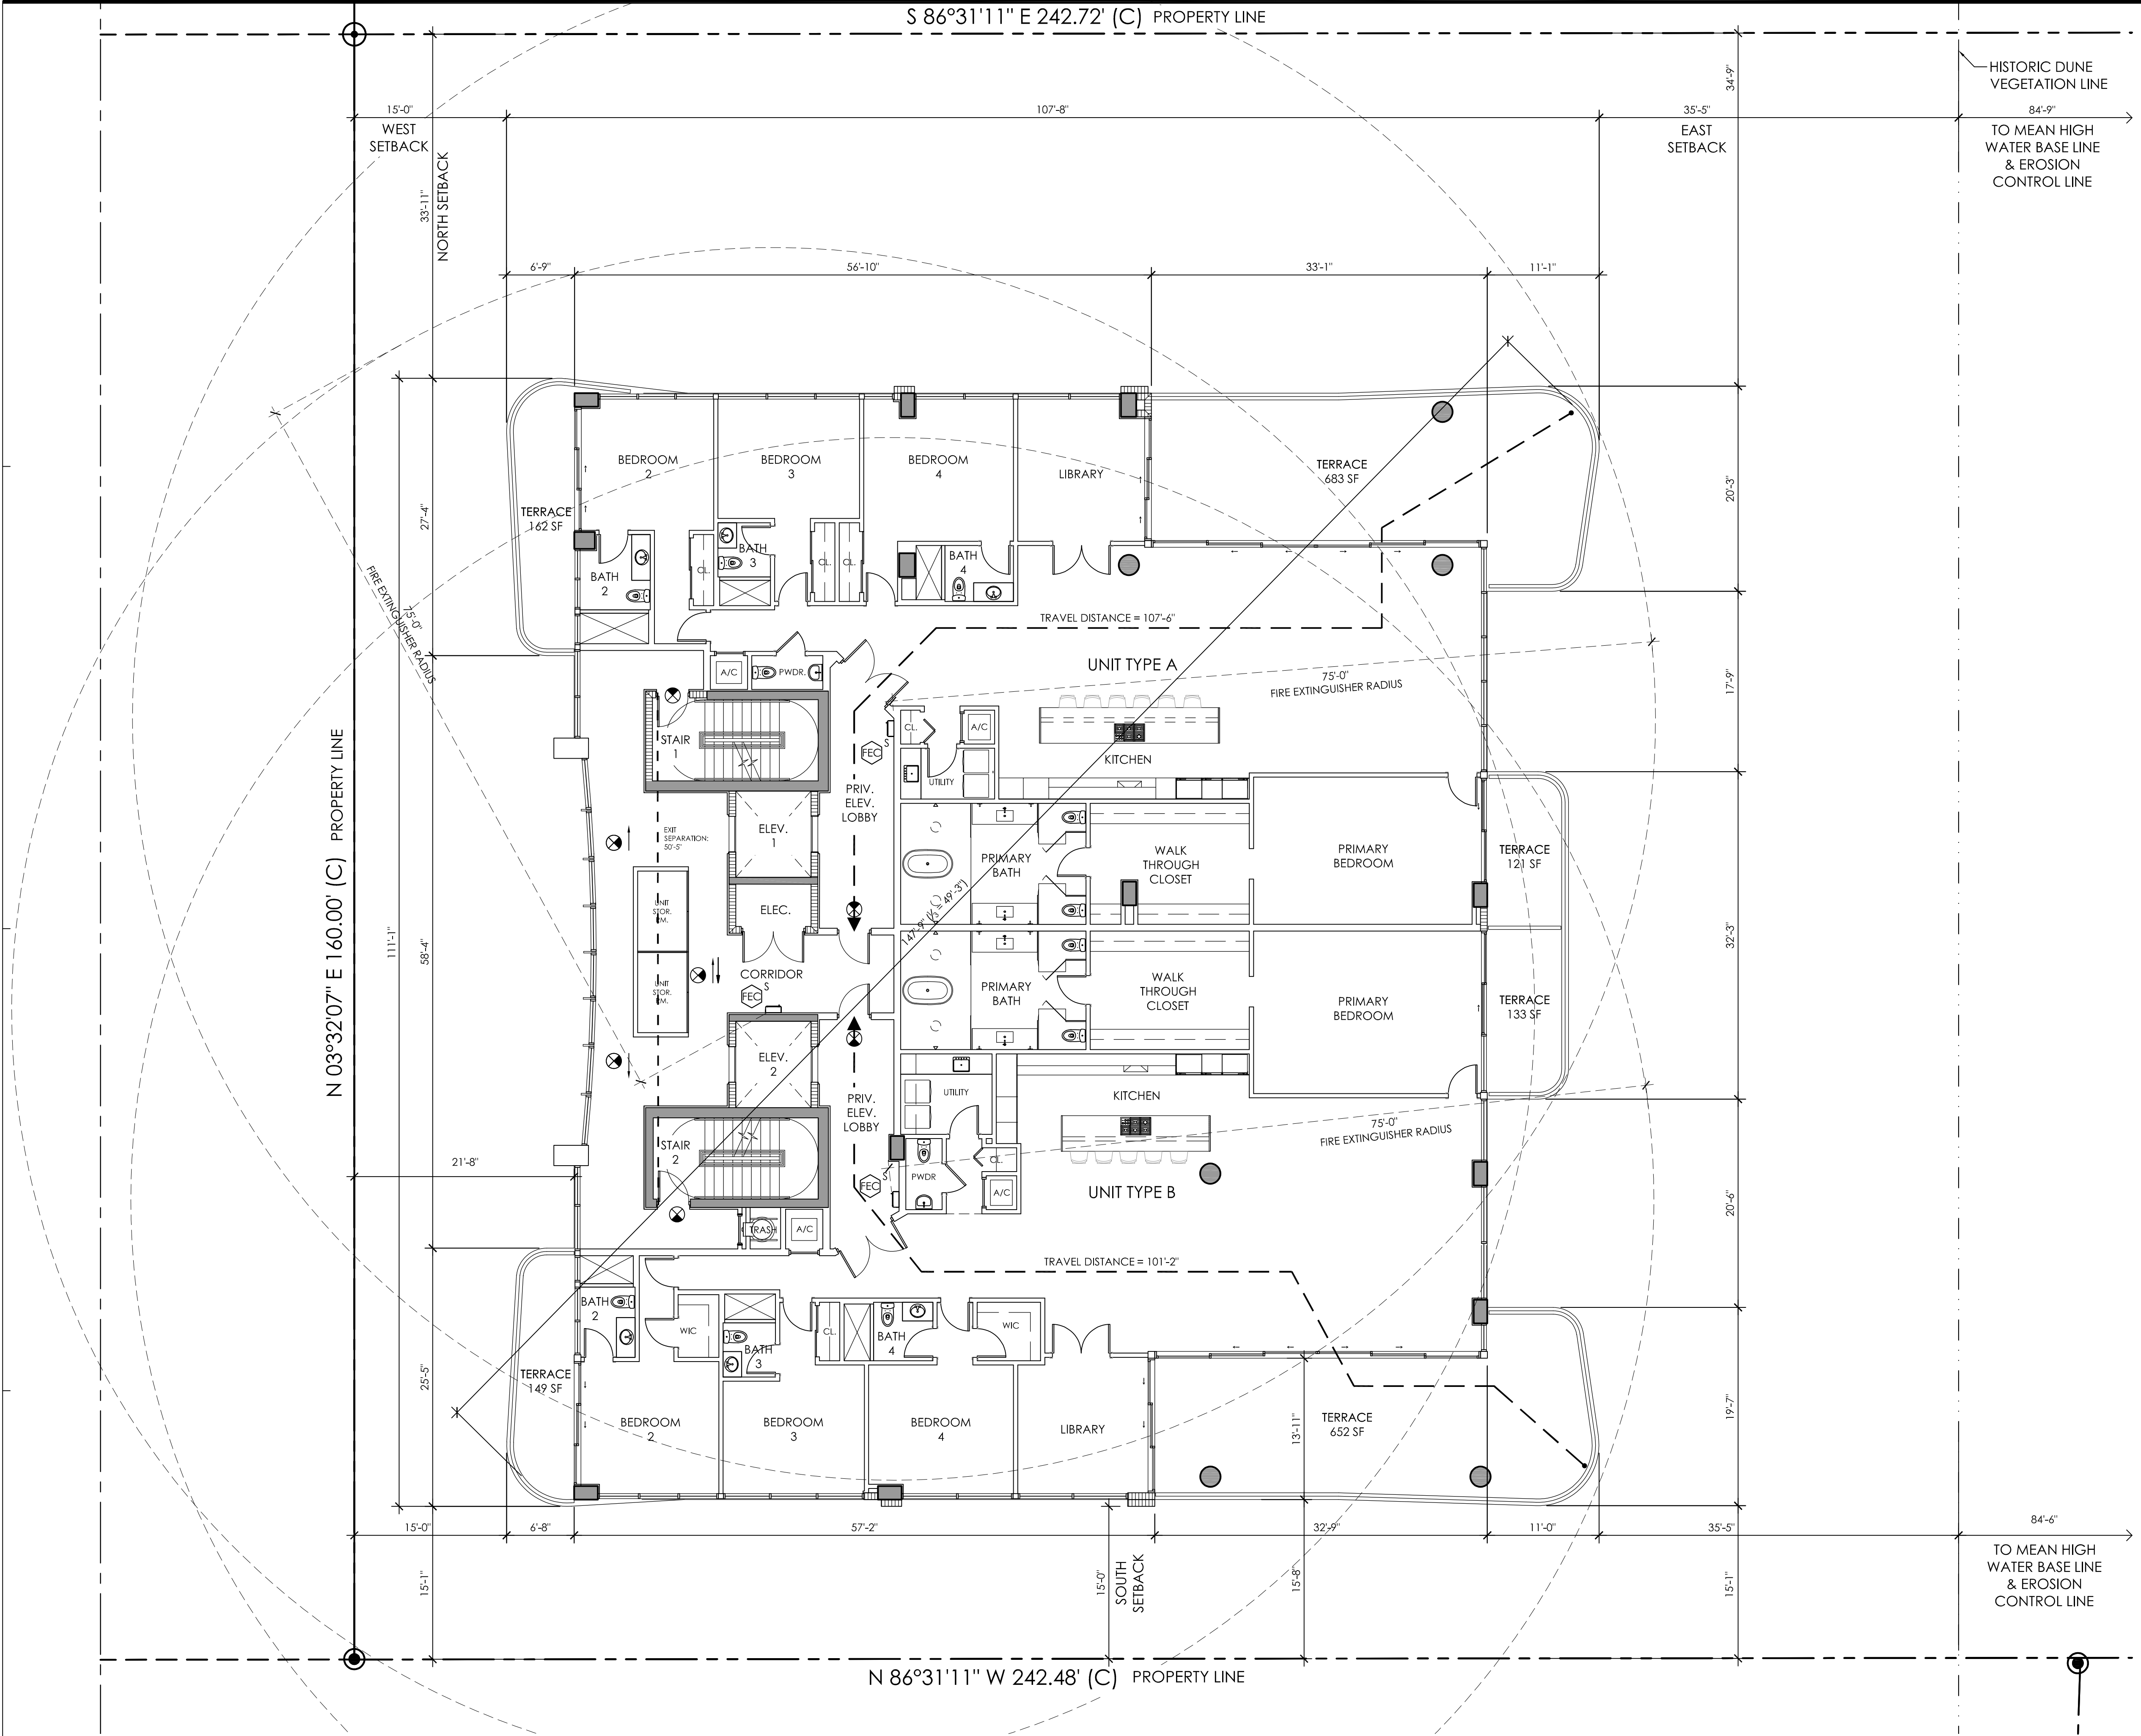 S 86°31'11" E 242.72' (C) PROPERTY LINE
HISTORIC DUNE
VEGETATION LINE
34'-9"
15'-0"
107'-8"
35'-5"
84'-9"
WEST
SETBACK
EAST
SETBACK
TO MEAN HIGH
WATER BASE LINE
& EROSION
CONTROL LINE
33'-11"
NORTH SETBACK
6'-9"
56'-10"
33'-1"
11'-1"
BEDROOM
2
BEDROOM
3
BEDROOM
4
LIBRARY
TERRACE
683 SF
20'-3"
27'-4"
TERRACE
162 SF
BATH
2
CL.
BATH
3
CL.
CL.
BATH
4
75'-0"
FIRE EXTINGUISHER RADIUS
TRAVEL DISTANCE = 107'-6"
UNIT TYPE A
A/C
PWDR.
75'-0"
FIRE EXTINGUISHER RADIUS
17'-9"
STAIR
1
FEC
S
CL.
A/C
UTILITY
KITCHEN
PRIV.
ELEV.
LOBBY
N 03°32'07" E 160.00' (C) PROPERTY LINE
EXIT
SEPARATION:
50'-5"
ELEV.
1
PRIMARY
BATH
WALK
THROUGH
CLOSET
PRIMARY
BEDROOM
TERRACE
121 SF
UNIT
STOR.
RM.
ELEC.
147'-9" (⅓ = 49'-3")
111'-1"
58'-4"
32'-3"
UNIT
STOR.
RM.
CORRIDOR
S
FEC
PRIMARY
BATH
WALK
THROUGH
CLOSET
PRIMARY
BEDROOM
TERRACE
133 SF
ELEV.
2
UTILITY
KITCHEN
PRIV.
ELEV.
LOBBY
75'-0"
FIRE EXTINGUISHER RADIUS
STAIR
2
21'-8"
FEC
S
PWDR
CL.
A/C
UNIT TYPE B
20'-6"
TRASH
A/C
TRAVEL DISTANCE = 101'-2"
BATH
2
WIC
BATH
3
CL.
BATH
4
WIC
25'-5"
TERRACE
149 SF
BEDROOM
2
BEDROOM
3
BEDROOM
4
LIBRARY
13'-11"
TERRACE
652 SF
19'-7"
15'-0"
6'-8"
57'-2"
32'-9"
11'-0"
35'-5"
84'-6"
TO MEAN HIGH
WATER BASE LINE
& EROSION
CONTROL LINE
15'-1"
15'-0"
SOUTH
SETBACK
15'-8"
15'-1"
N 86°31'11" W 242.48' (C) PROPERTY LINE